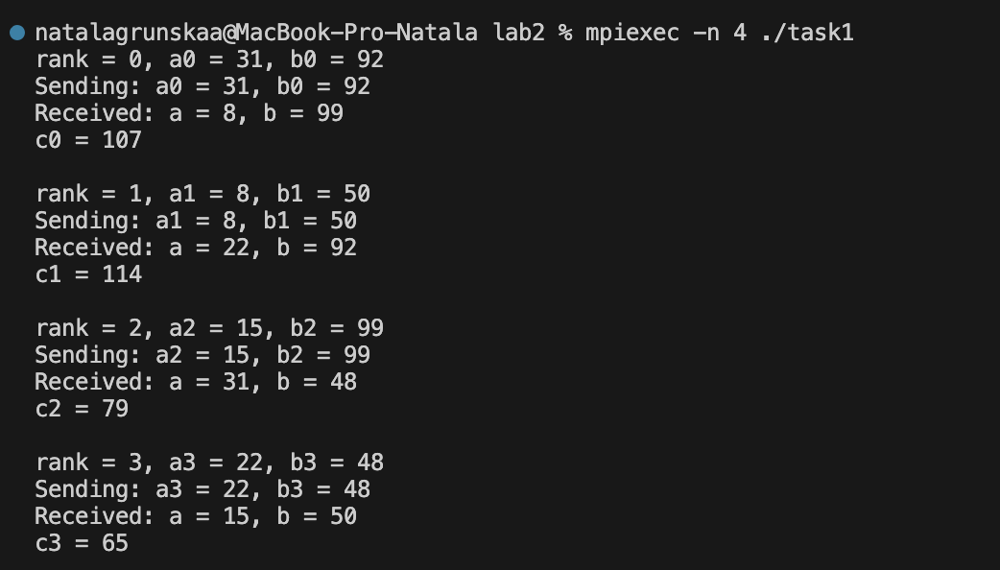 natalagrunskaa@MacBook-Pro-Natala lab2 % mpiexec -n 4 ./task1
rank = 0, a0 = 31, b0 = 92
Sending: a0 = 31, b0 = 92
Received: a = 8, b = 99
c0 = 107
rank = 1, a1 = 8, b1 = 50
Sending: a1 = 8, b1 = 50
Received: a = 22, b = 92
c1 = 114
rank = 2, a2 = 15, b2 = 99
Sending: a2 = 15, b2 = 99
Received: a = 31, b = 48
c2 = 79
rank = 3, a3 = 22, b3 = 48
Sending: a3 = 22, b3 = 48
Received: a = 15, b = 50
c3 = 65